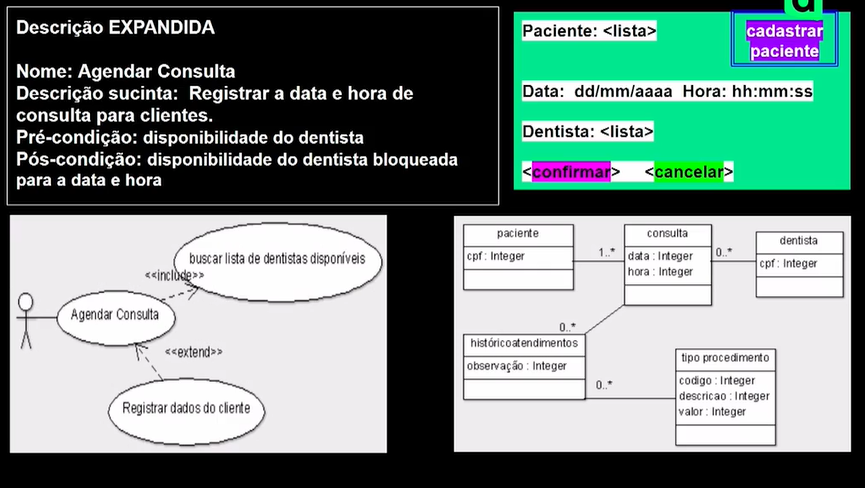 Descrição EXPANDIDA
Nome: Agendar Consulta
Descrição sucinta: Registrar a data e hora de
consulta para clientes.
Pré-condição: disponibilidade do dentista
Pós-condição: disponibilidade do dentista bloqueada
para a data e hora
Paciente: <lista>
cadastrar
paciente
Data: dd/mm/aaaa Hora: hh:mm:ss
Dentista: <lista>
<confirmar> <cancelar>
buscar lista de dentistas disponíveis
<<include>>
Agendar Consulta
<<extend>>
Registrar dados do cliente
paciente
cpf : Integer
1..*
consulta
data : Integer
hora : Integer
0..*
dentista
cpf : Integer
0..*
históricoatendimentos
observação : Integer
0..*
tipo procedimento
codigo : Integer
descricao : Integer
valor : Integer